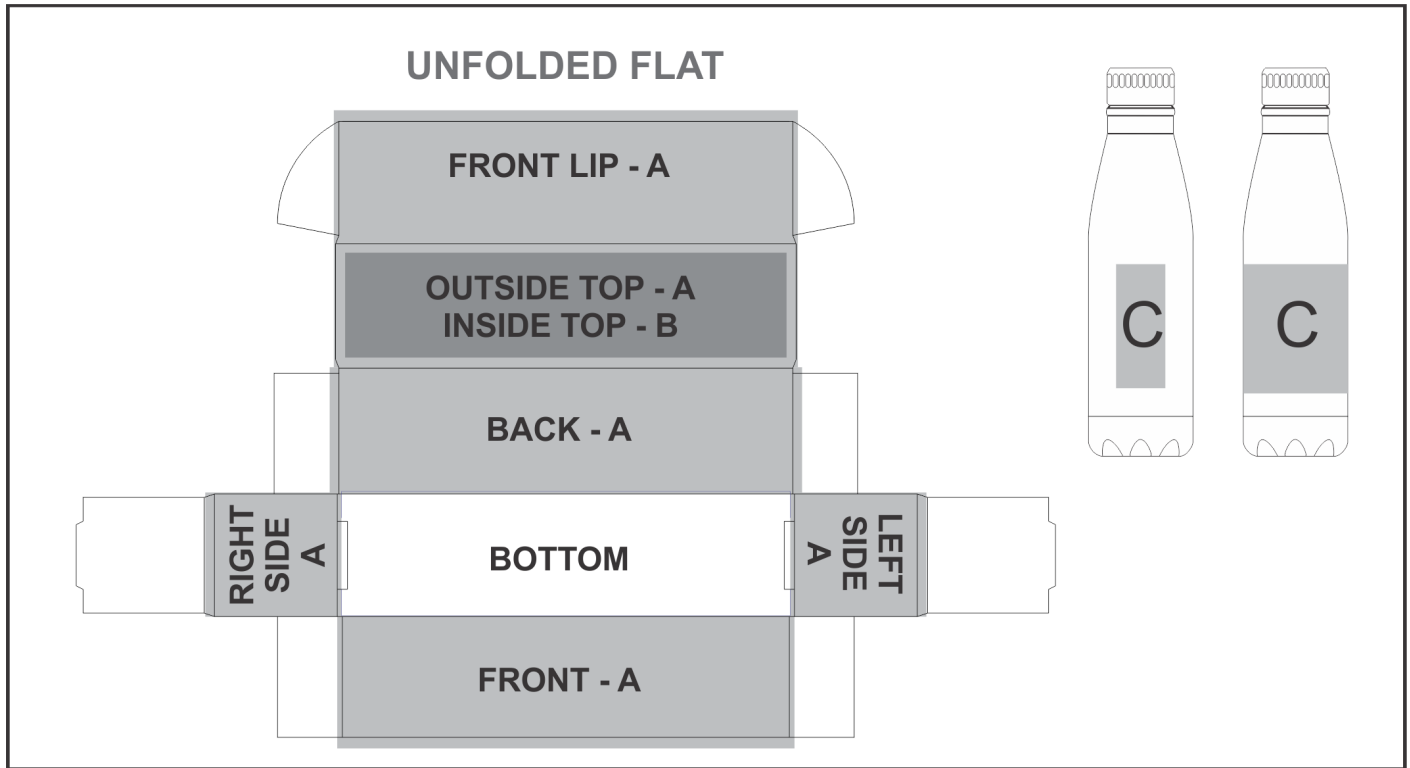 UNFOLDED FLAT
FRONT LIP - A
OUTSIDE TOP - A
INSIDE TOP - B
BACK - A
RIGHT
SIDE
A
BOTTOM
LEFT
SIDE
A
FRONT - A
C
C